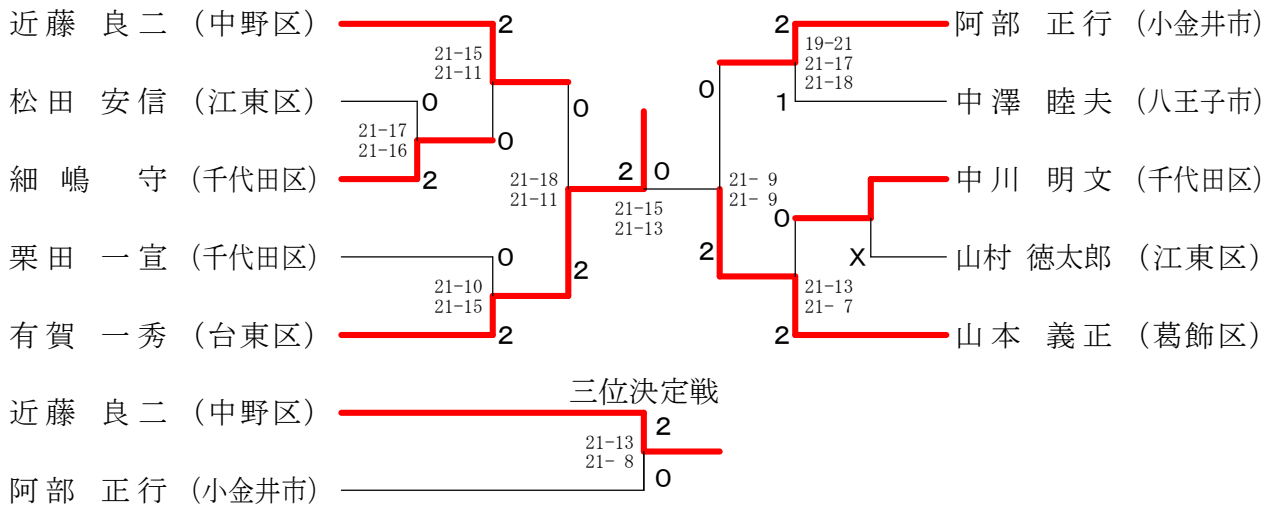 近藤 良二 (中野区) 2 2 阿部 正行 (小金井市)
21-15 19-21
21-11 21-17
21-18
松田 安信 (江東区) 0 0 0 1 中澤 睦夫 (八王子市)
21-17
21-16 0
細嶋 守 (千代田区) 2 2 0 中川 明文 (千代田区)
21-18 21- 9
21-11 21- 9
21-15 0
21-13
栗田 一宣 (千代田区) 0 2 2 X 山村 徳太郎 (江東区)
21-10 21-13
21-15 21- 7
有賀 一秀 (台東区) 2 2 山本 義正 (葛飾区)
三位決定戦
近藤 良二 (中野区) 2
21-13
21- 8
阿部 正行 (小金井市) 0